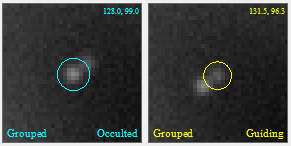 128.0, 99.0
Grouped Occulted
131.5, 96.3
Grouped Guiding